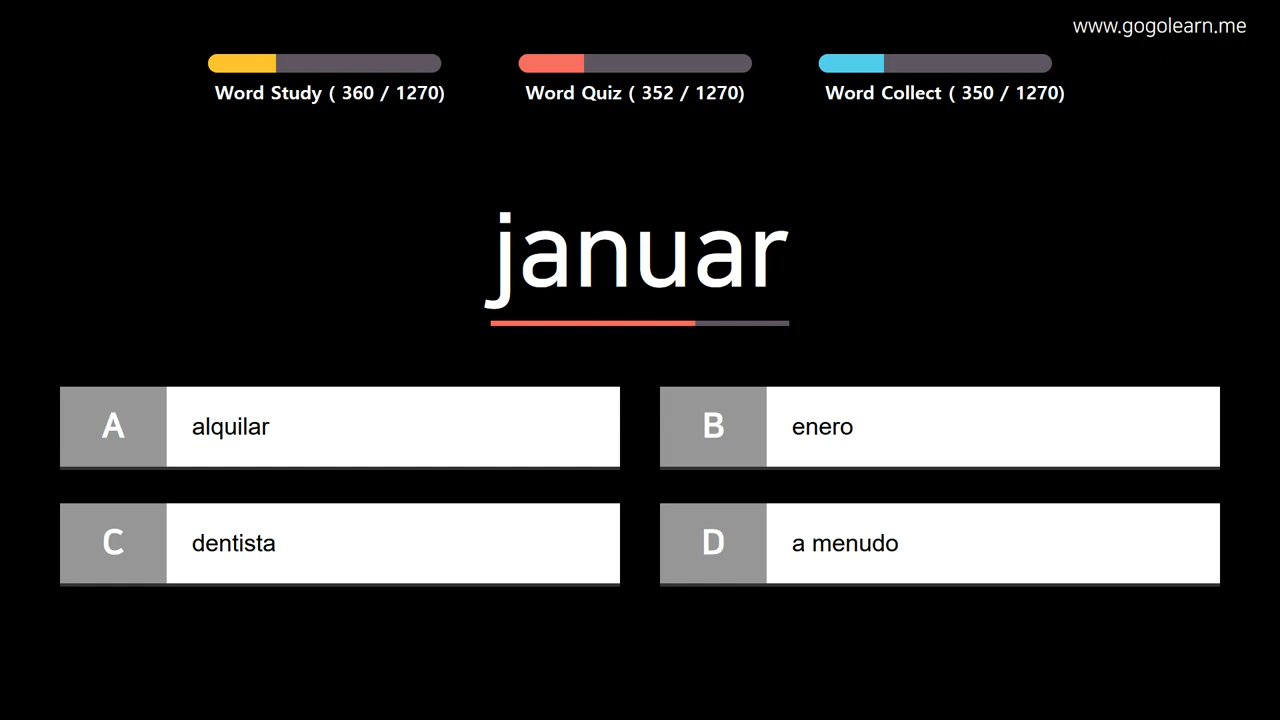 www.gogolearn.me
Word Study ( 360 / 1270)
Word Quiz ( 352 / 1270)
Word Collect ( 350 / 1270)
januar
A
alquilar
B
enero
C
dentista
D
a menudo